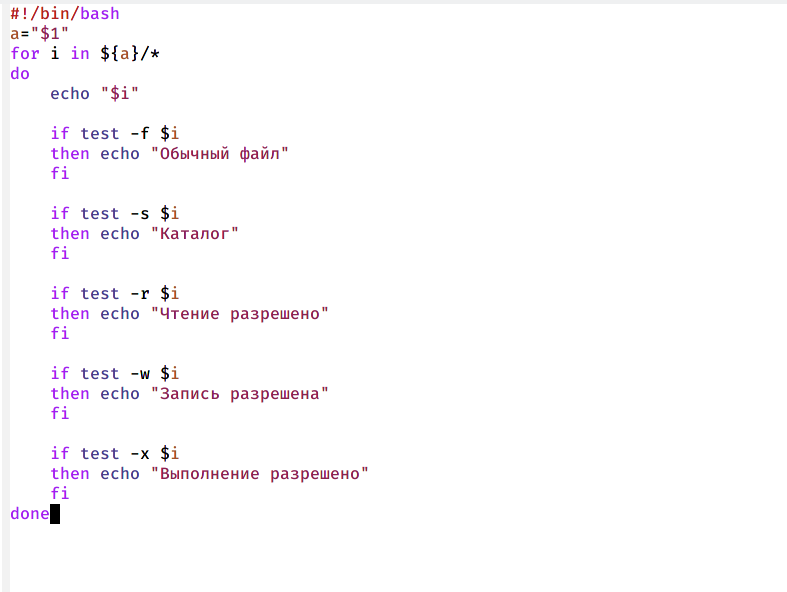 #!/bin/bash
a="$1"
for i in ${a}/*
do
    echo "$i"

    if test -f $i
    then echo "Обычный файл"
    fi

    if test -s $i
    then echo "Каталог"
    fi

    if test -r $i
    then echo "Чтение разрешено"
    fi

    if test -w $i
    then echo "Запись разрешена"
    fi

    if test -x $i
    then echo "Выполнение разрешено"
    fi
done